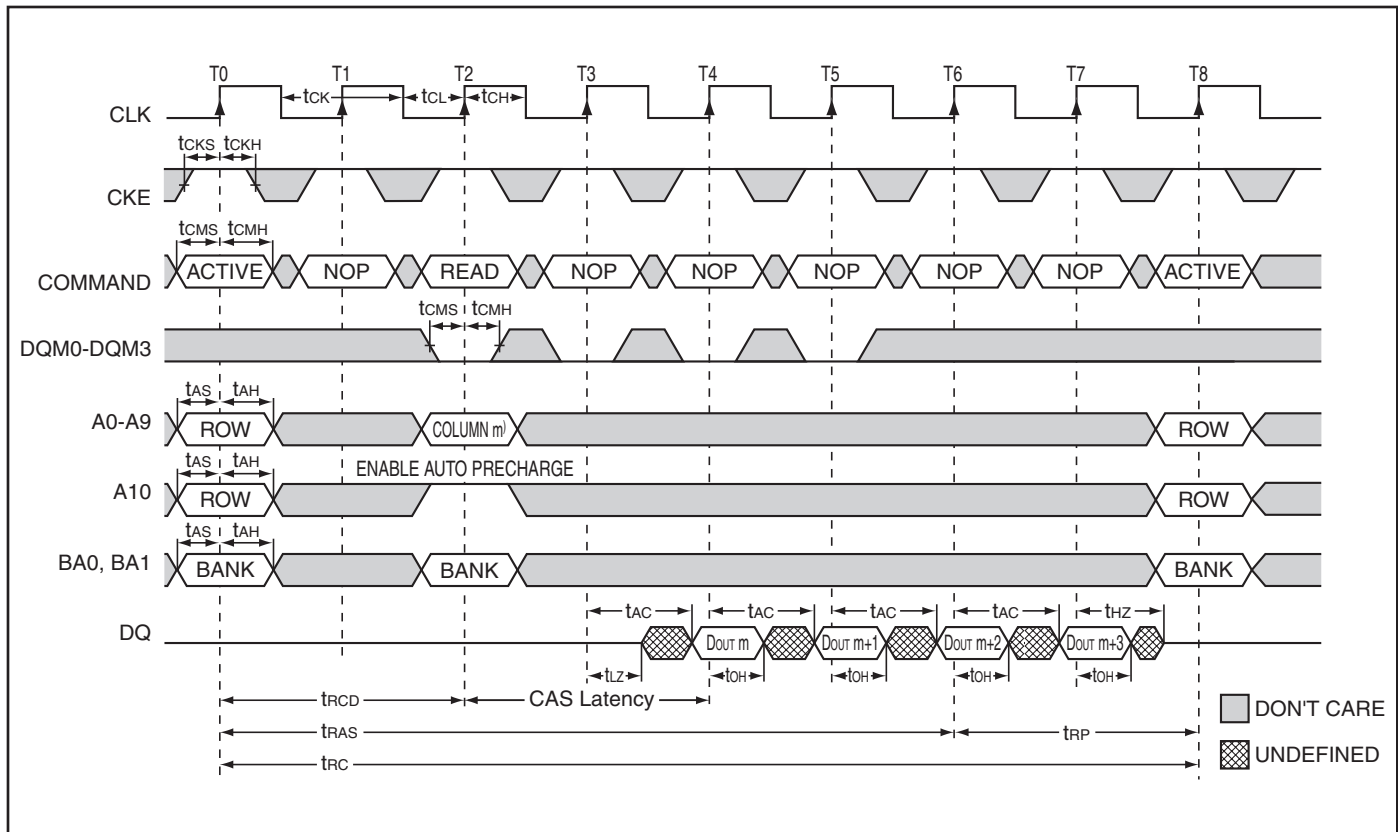 T0 T1 T2 T3 T4 T5 T6 T7 T8
tCK tCL tCH
CLK
tCKS tCKH
CKE
tCMS tCMH
COMMAND ACTIVE NOP READ NOP NOP NOP NOP NOP ACTIVE
tCMS tCMH
DQM0-DQM3
tAS tAH
A0-A9 ROW COLUMN m) ROW
tAS tAH ENABLE AUTO PRECHARGE
A10 ROW ROW
tAS tAH
BA0, BA1 BANK BANK BANK
tAC tAC tAC tAC tHZ
DQ DOUT m DOUT m+1 DOUT m+2 DOUT m+3
tLZ tOH tOH tOH tOH
tRCD CAS Latency
DON'T CARE
tRAS tRP
UNDEFINED
tRC